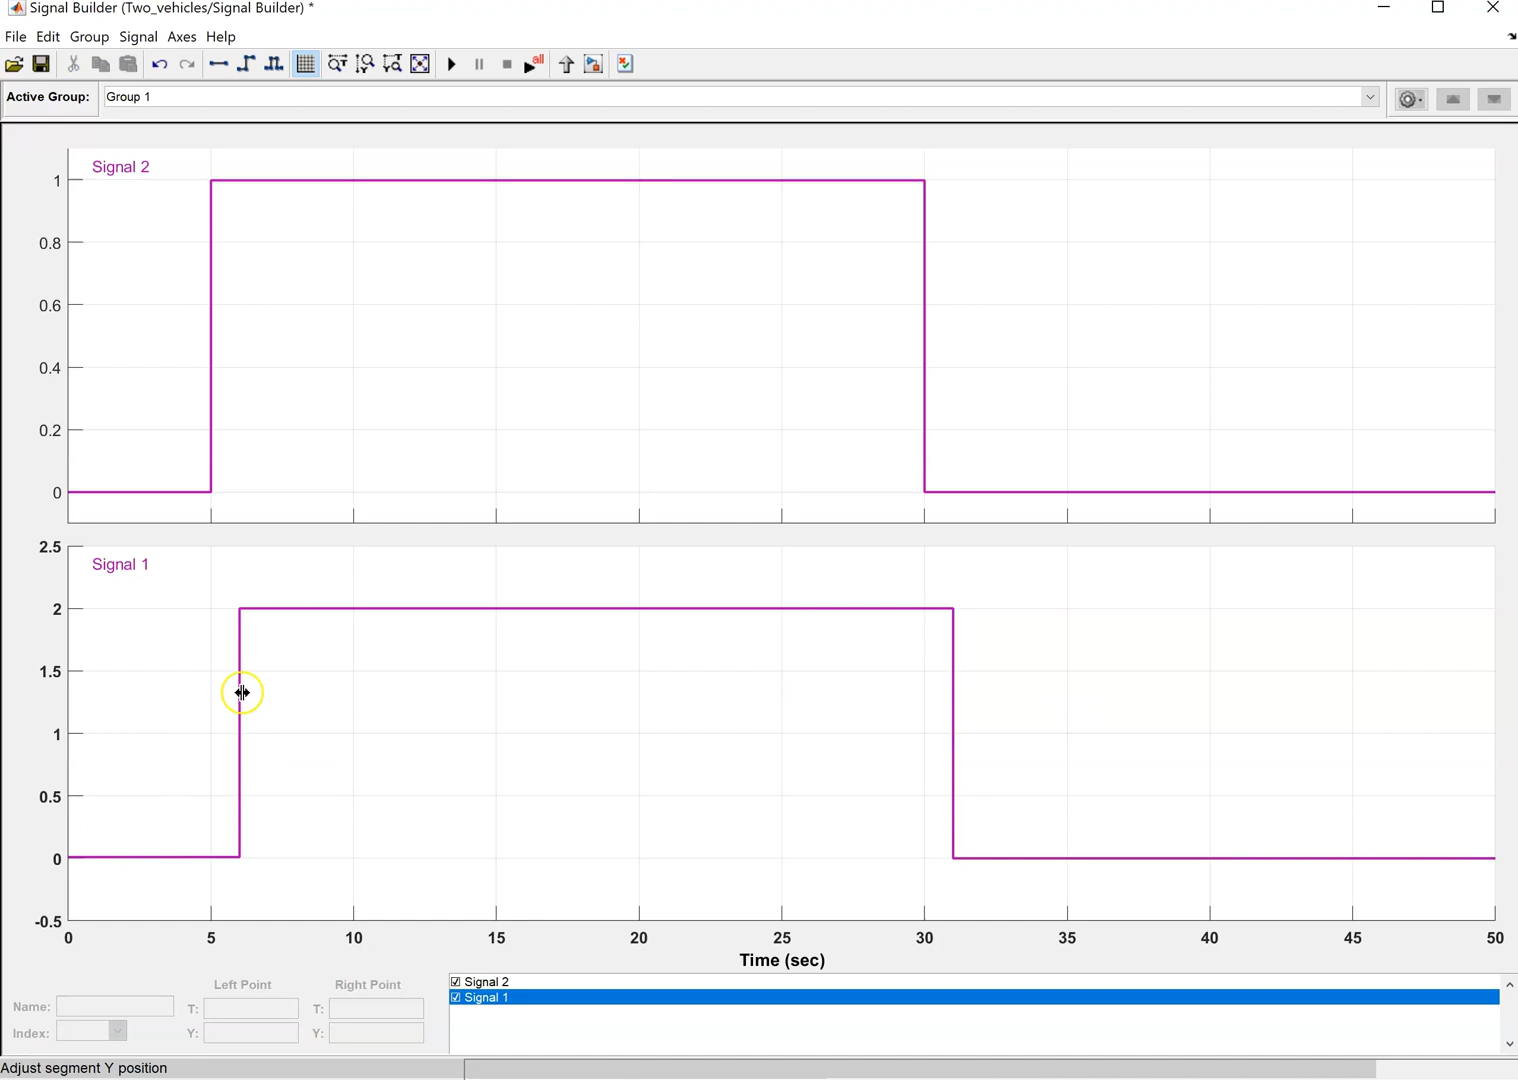 Signal Builder (Two_vehicles/Signal Builder) *
File Edit Group Signal Axes Help
all
Active Group: Group 1
Signal 2
1
0.8
0.6
0.4
0.2
0
2.5
Signal 1
2
1.5
1
0.5
0
-0.5
0 5 10 15 20 25 30 35 40 45 50
Time (sec)
Left Point Right Point
Name: T: T:
Index: Y: Y:
Signal 2
Signal 1
Adjust segment Y position